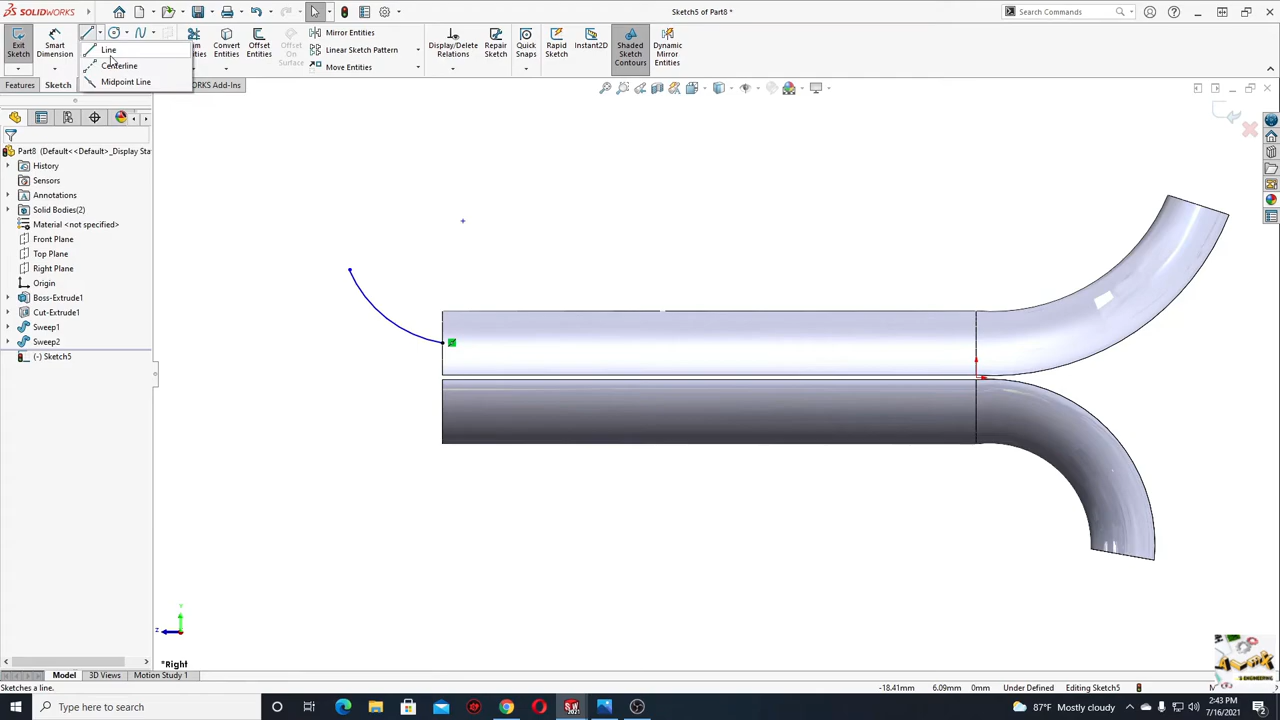 SOLIDWORKS
Sketch5 of Part8 *
Search Commands
Exit Sketch
Smart Dimension
Line
Centerline
Midpoint Line
Convert Entities
Offset Entities
Offset On Surface
Mirror Entities
Linear Sketch Pattern
Move Entities
Display/Delete Relations
Repair Sketch
Quick Snaps
Rapid Sketch
Instant2D
Shaded Sketch Contours
Dynamic Mirror Entities
Features
Sketch
ORKS Add-Ins
Part8 (Default<<Default>_Display Sta
History
Sensors
Annotations
Solid Bodies(2)
Material <not specified>
Front Plane
Top Plane
Right Plane
Origin
Boss-Extrude1
Cut-Extrude1
Sweep1
Sweep2
(-) Sketch5
Y
Z
*Right
Model
3D Views
Motion Study 1
Sketches a line.
-18.41mm
6.09mm
0mm
Under Defined
Editing Sketch5
Type here to search
87°F Mostly cloudy
2:43 PM
7/16/2021